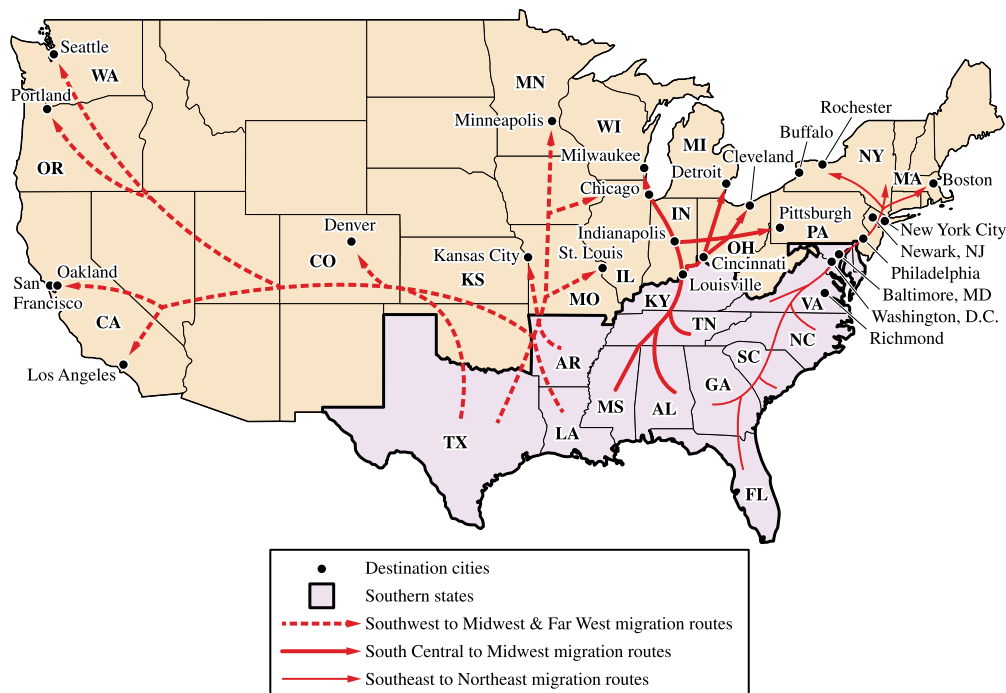 Seattle
WA
Portland
OR
MN
Minneapolis
WI
Milwaukee
Chicago
MI
Detroit
Cleveland
Buffalo
Rochester
NY
MA
Boston
Pittsburgh
PA
New York City
Newark, NJ
Philadelphia
Baltimore, MD
Washington, D.C.
Richmond
Denver
CO
Kansas City
KS
St. Louis
MO
IL
IN
Indianapolis
OH
Cincinnati
Louisville
KY
VA
San
Francisco
Oakland
CA
Los Angeles
TN
NC
SC
AR
MS
AL
GA
TX
LA
FL
Destination cities
Southern states
Southwest to Midwest & Far West migration routes
South Central to Midwest migration routes
Southeast to Northeast migration routes